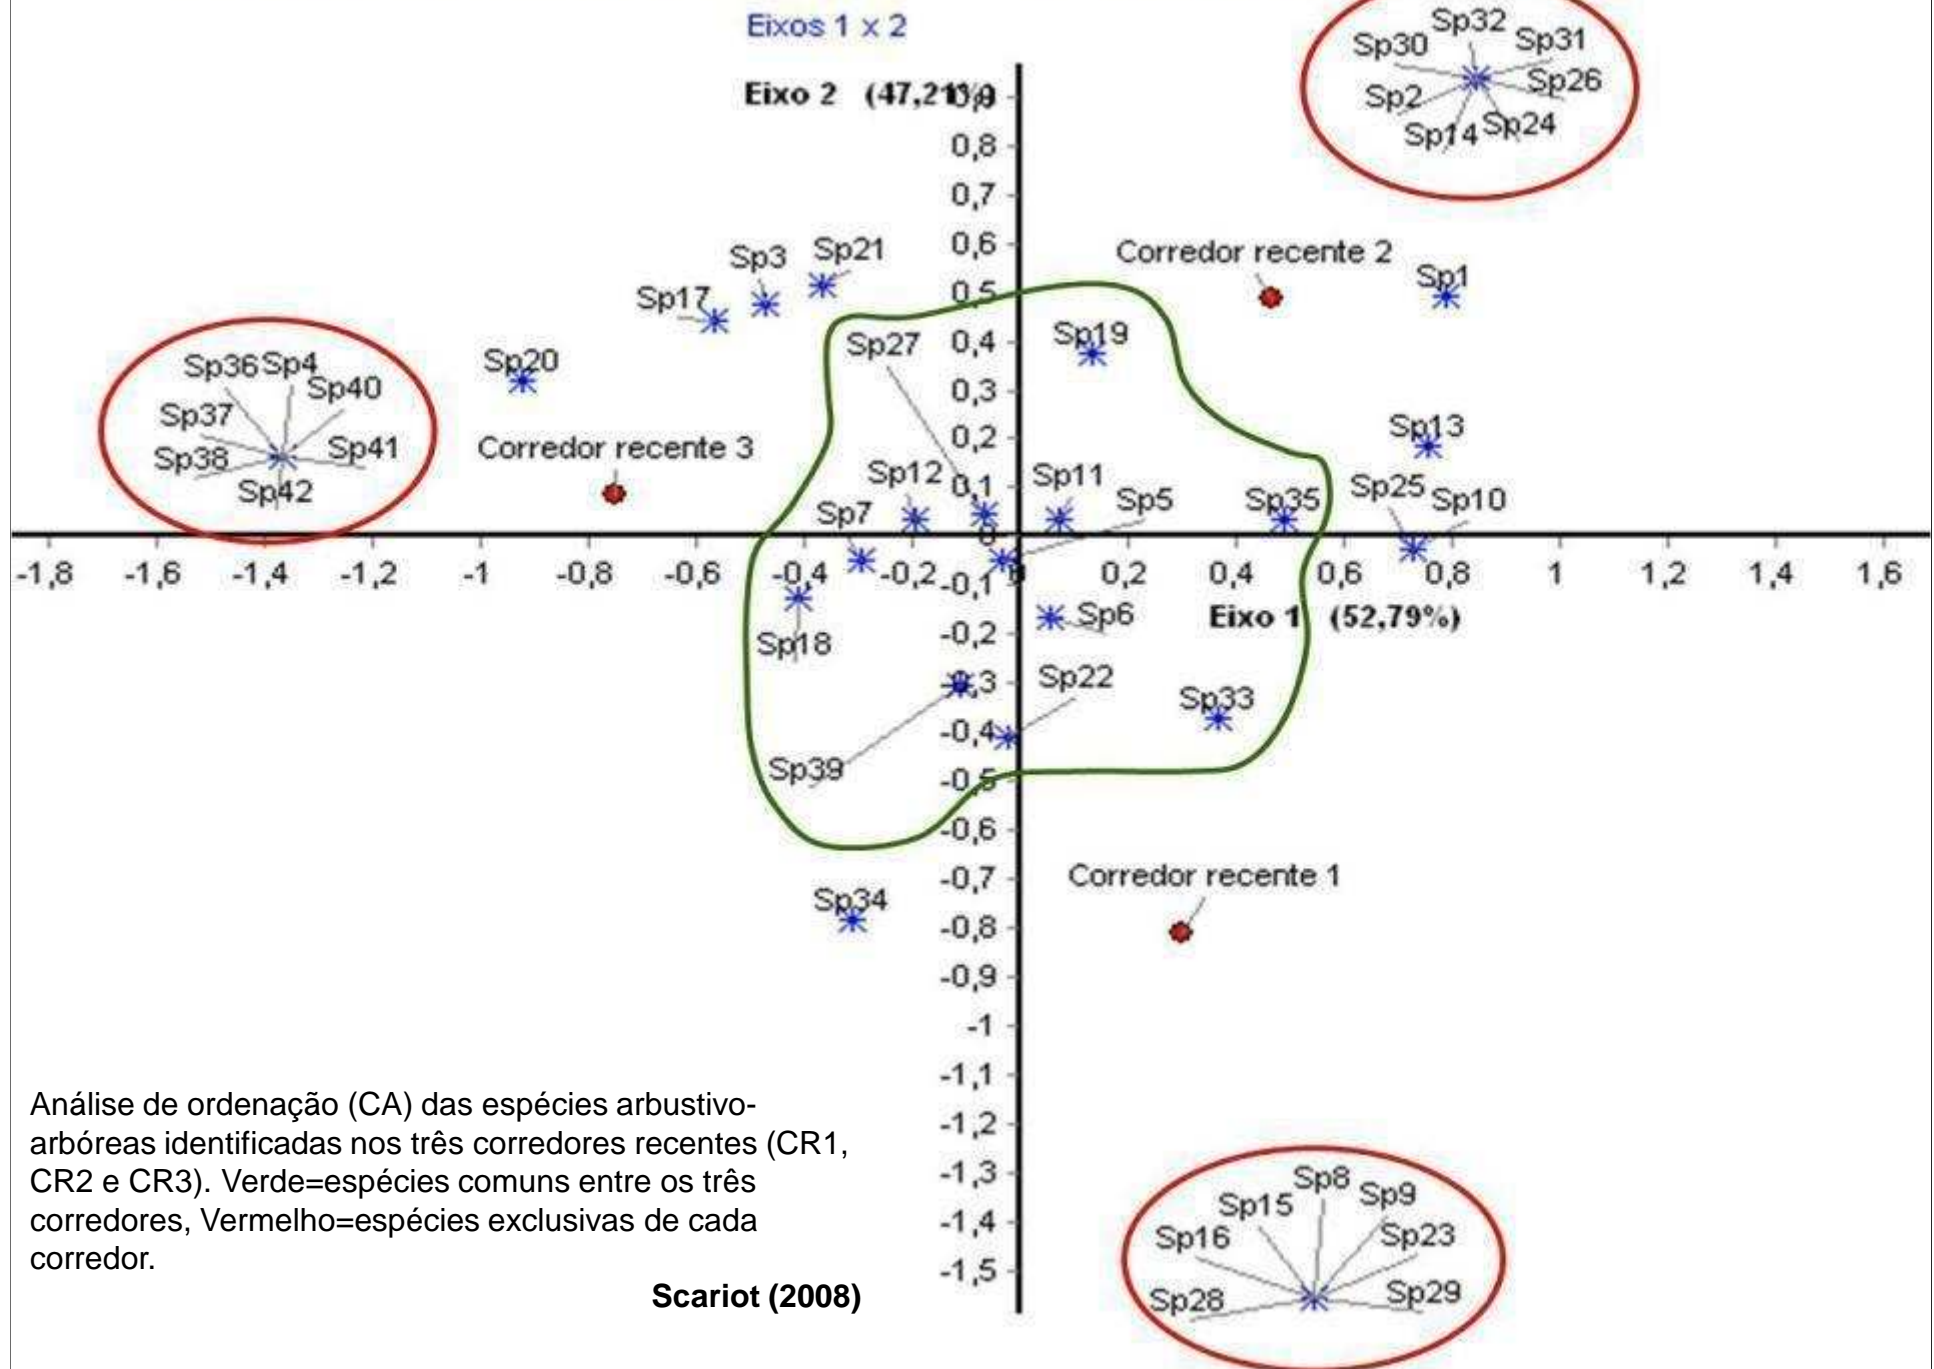 Eixos 1 x 2
Eixo 2 (47,21%)
0,9
0,8
0,7
0,6
0,5
0,4
0,3
0,2
0,1
0
-0,1
-0,2
-0,3
-0,4
-0,5
-0,6
-0,7
-0,8
-0,9
-1
-1,1
-1,2
-1,3
-1,4
-1,5
-1,8 -1,6 -1,4 -1,2 -1 -0,8 -0,6 -0,4 -0,2 0 0,2 0,4 0,6 0,8 1 1,2 1,4 1,6
Eixo 1 (52,79%)
Sp32
Sp30
Sp31
Sp26
Sp2
Sp14
Sp24
Corredor recente 2
Sp1
Sp21
Sp3
Sp17
Sp20
Sp36
Sp4
Sp40
Sp37
Sp41
Sp38
Sp42
Corredor recente 3
Sp27
Sp19
Sp12
Sp11
Sp7
Sp5
Sp35
Sp13
Sp25
Sp10
Sp18
Sp6
Sp22
Sp33
Sp39
Sp34
Corredor recente 1
Sp8
Sp15
Sp9
Sp16
Sp23
Sp28
Sp29
Análise de ordenação (CA) das espécies arbustivo-
arbóreas identificadas nos três corredores recentes (CR1,
CR2 e CR3). Verde=espécies comuns entre os três
corredores, Vermelho=espécies exclusivas de cada
corredor.
Scariot (2008)